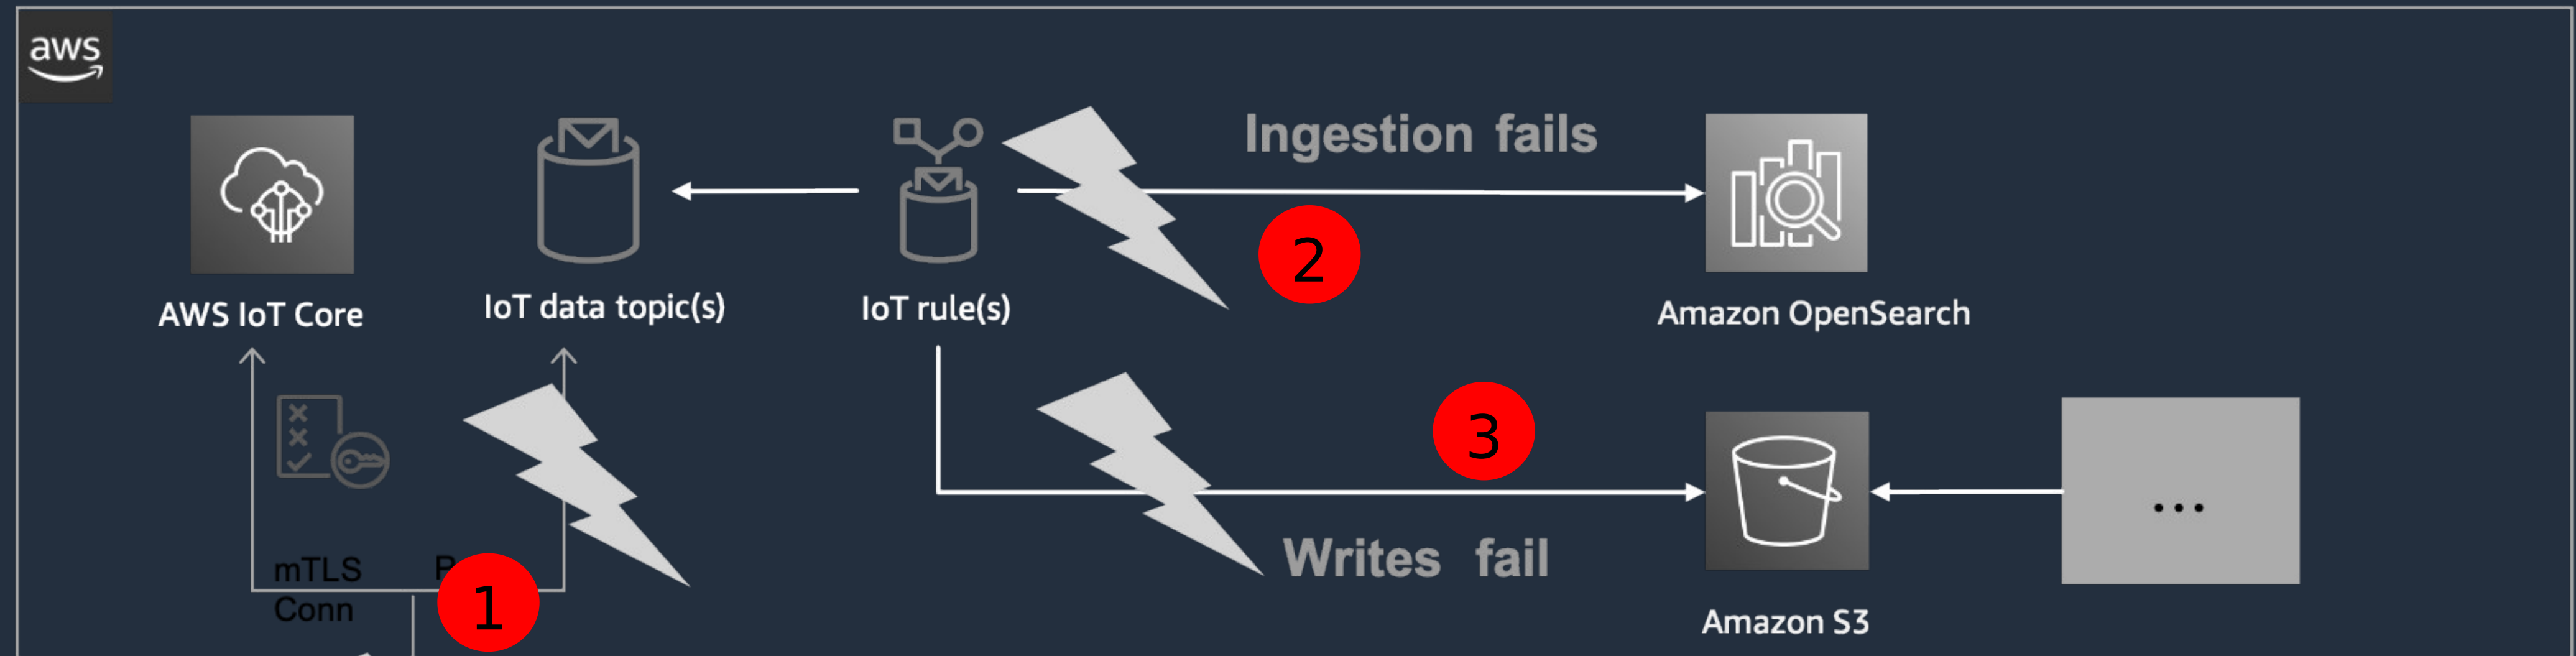 aws
Ingestion fails
2
AWS IoT Core
IoT data topic(s)
IoT rule(s)
Amazon OpenSearch
3
...
mTLS
Conn
1
Writes fail
Amazon S3